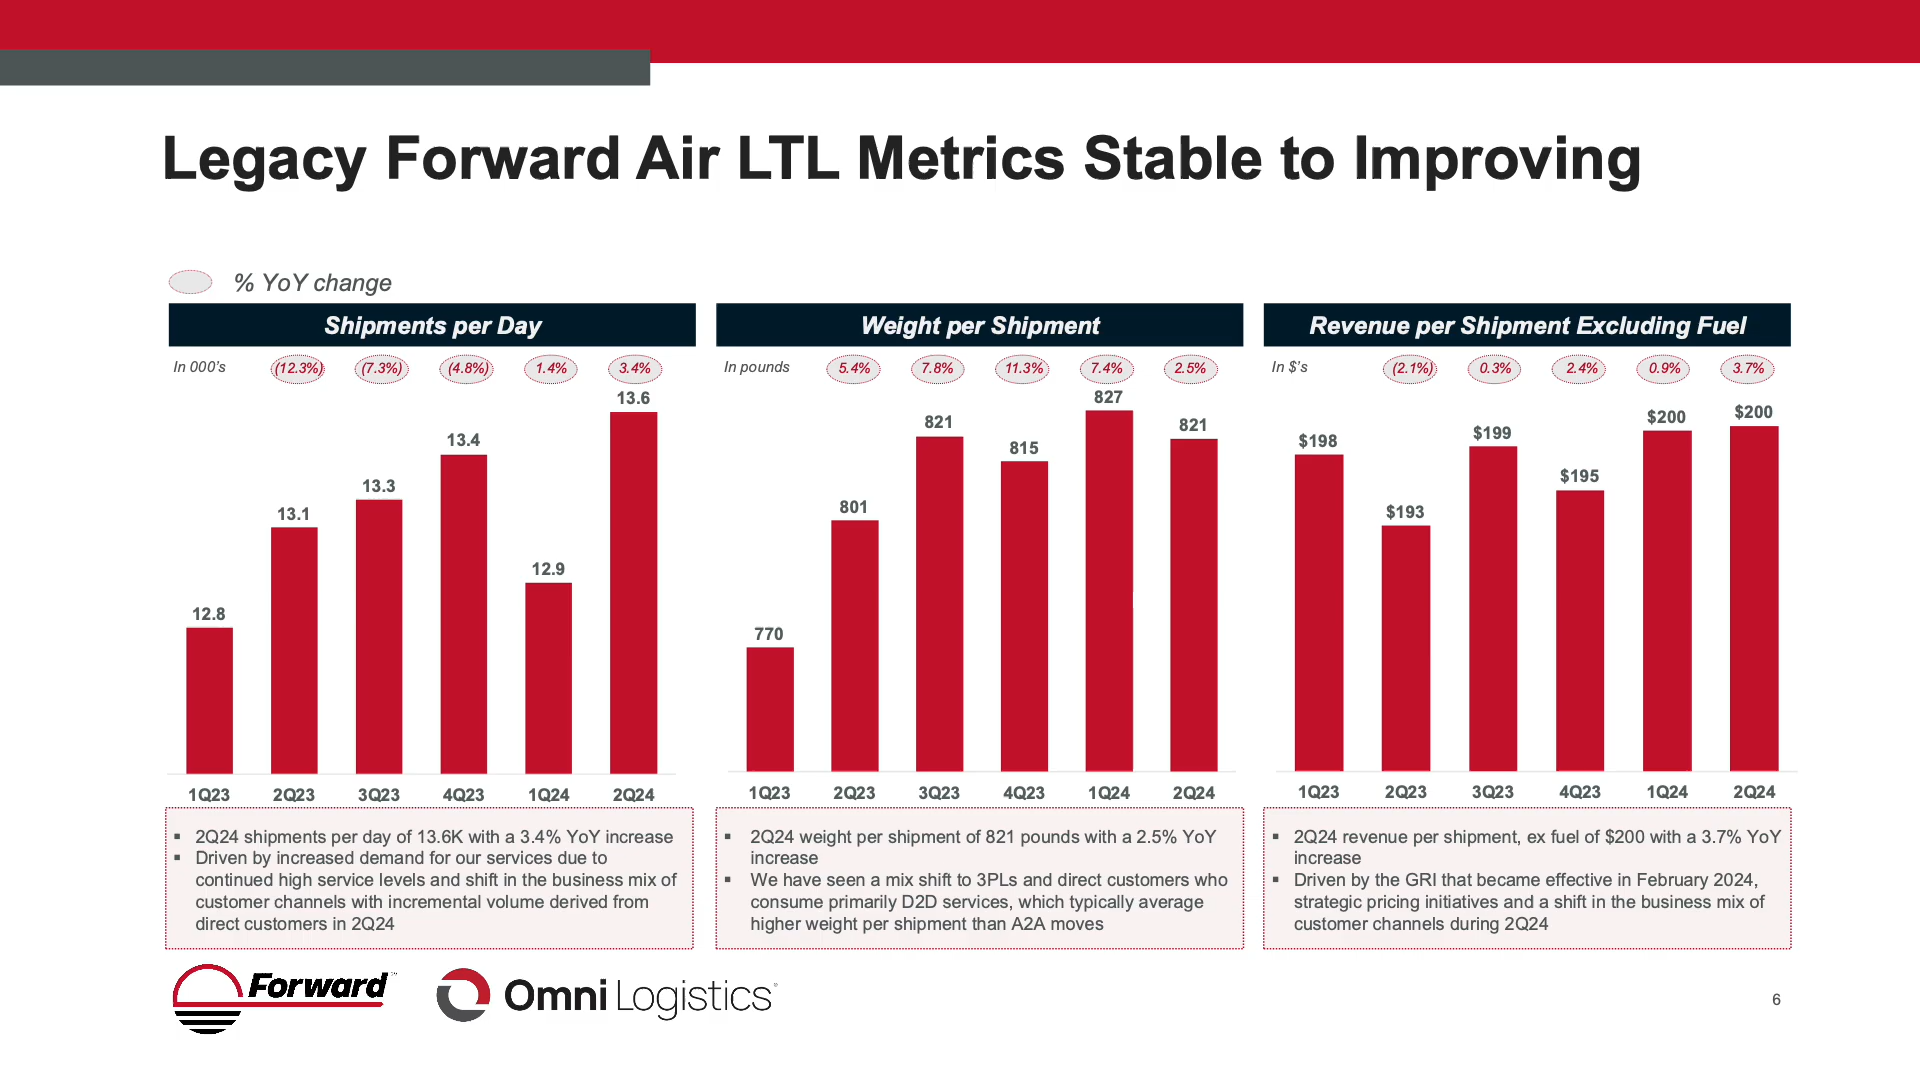 Legacy Forward Air LTL Metrics Stable to Improving
% YoY change
Shipments per Day
In 000's
(12.3%) (7.3%) (4.8%) 1.4% 3.4%
12.8 13.1 13.3 13.4 12.9 13.6
1Q23 2Q23 3Q23 4Q23 1Q24 2Q24
▪ 2Q24 shipments per day of 13.6K with a 3.4% YoY increase
▪ Driven by increased demand for our services due to
continued high service levels and shift in the business mix of
customer channels with incremental volume derived from
direct customers in 2Q24
Weight per Shipment
In pounds
5.4% 7.8% 11.3% 7.4% 2.5%
770 801 821 815 827 821
1Q23 2Q23 3Q23 4Q23 1Q24 2Q24
▪ 2Q24 weight per shipment of 821 pounds with a 2.5% YoY
increase
▪ We have seen a mix shift to 3PLs and direct customers who
consume primarily D2D services, which typically average
higher weight per shipment than A2A moves
Revenue per Shipment Excluding Fuel
In $'s
(2.1%) 0.3% 2.4% 0.9% 3.7%
$198 $193 $199 $195 $200 $200
1Q23 2Q23 3Q23 4Q23 1Q24 2Q24
▪ 2Q24 revenue per shipment, ex fuel of $200 with a 3.7% YoY
increase
▪ Driven by the GRI that became effective in February 2024,
strategic pricing initiatives and a shift in the business mix of
customer channels during 2Q24
Forward
Omni Logistics
6